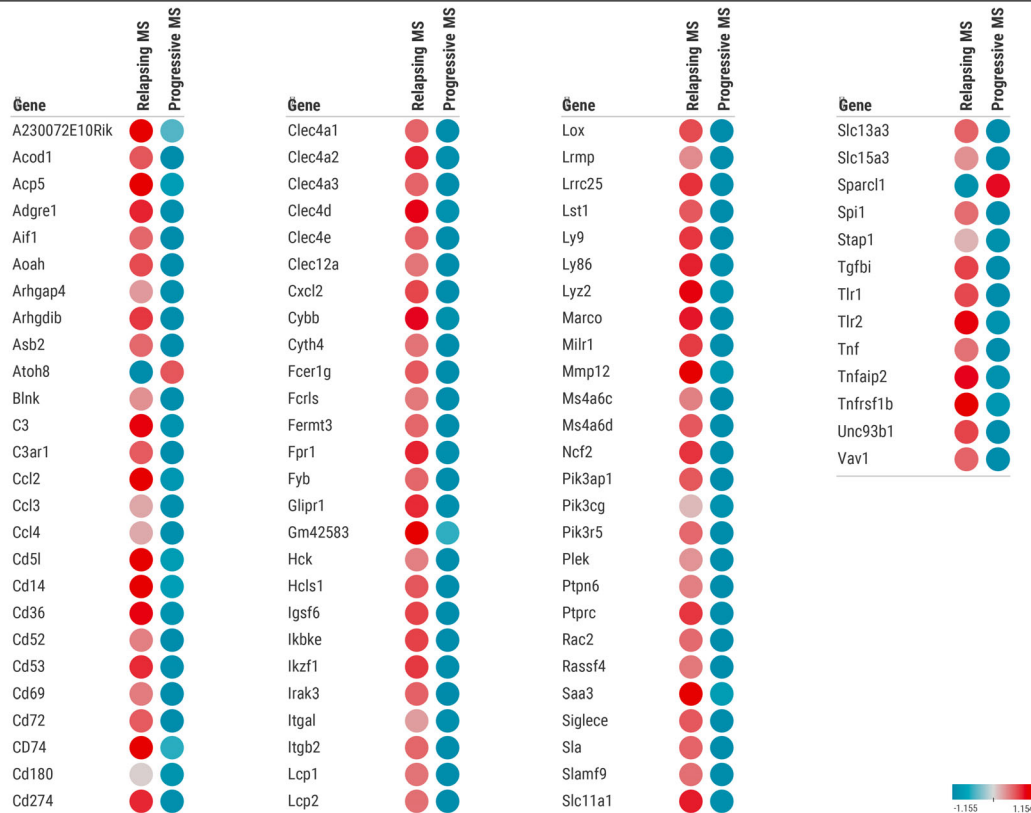 Gene Relapsing MS Progressive MS
A230072E10Rik
Acod1
Acp5
Adgre1
Aif1
Aoah
Arhgap4
Arhgdib
Asb2
Atoh8
Blnk
C3
C3ar1
Ccl2
Ccl3
Ccl4
Cd5l
Cd14
Cd36
Cd52
Cd53
Cd69
Cd72
CD74
Cd180
Cd274
Gene Relapsing MS Progressive MS
Clec4a1
Clec4a2
Clec4a3
Clec4d
Clec4e
Clec12a
Cxcl2
Cybb
Cyth4
Fcer1g
Fcrls
Fermt3
Fpr1
Fyb
Glipr1
Gm42583
Hck
Hcls1
Igsf6
Ikbke
Ikzf1
Irak3
Itgal
Itgb2
Lcp1
Lcp2
Gene Relapsing MS Progressive MS
Lox
Lrmp
Lrrc25
Lst1
Ly9
Ly86
Lyz2
Marco
Milr1
Mmp12
Ms4a6c
Ms4a6d
Ncf2
Pik3ap1
Pik3cg
Pik3r5
Plek
Ptpn6
Ptprc
Rac2
Rassf4
Saa3
Siglece
Sla
Slamf9
Slc11a1
Gene Relapsing MS Progressive MS
Slc13a3
Slc15a3
Sparcl1
Spi1
Stap1
Tgfbi
Tlr1
Tlr2
Tnf
Tnfaip2
Tnfrsf1b
Unc93b1
Vav1
-1.155 1.154